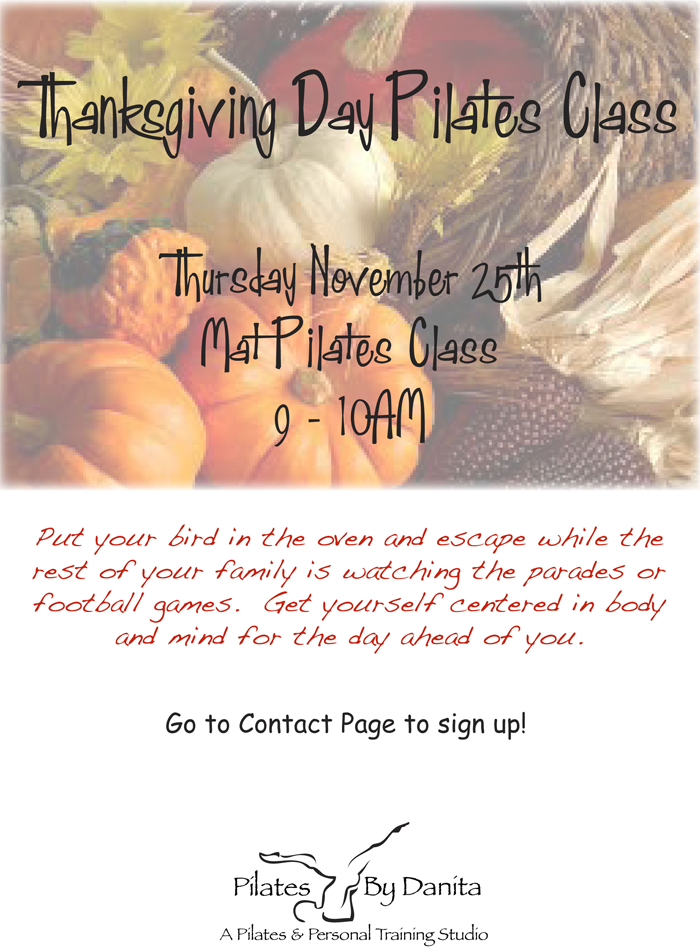 Thanksgiving Day Pilates Class
Thursday November 25th
Mat Pilates Class
9 - 10AM
Put your bird in the oven and escape while the
rest of your family is watching the parades or
football games.  Get yourself centered in body
and mind for the day ahead of you.
Go to Contact Page to sign up!
Pilates By Danita
A Pilates & Personal Training Studio